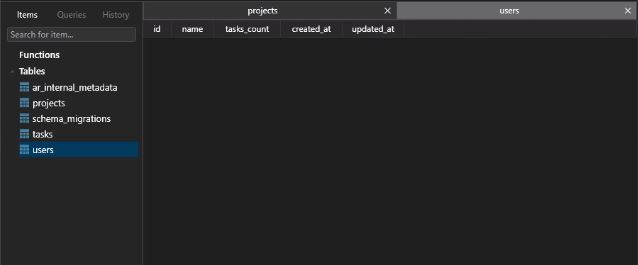 Items Queries History
Search for item...
Functions
Tables
ar_internal_metadata
projects
schema_migrations
tasks
users
projects × users ×
id name tasks_count created_at updated_at